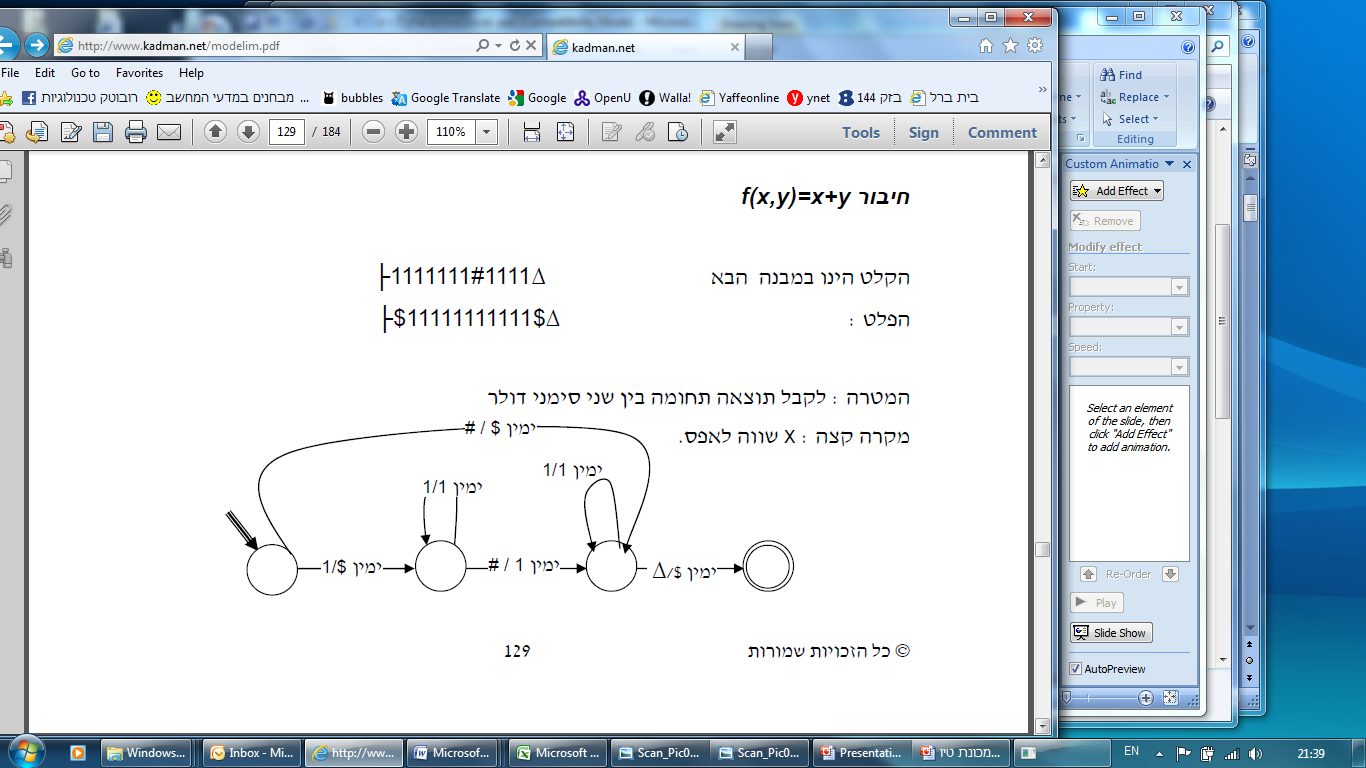 http://www.kadman.net/modelim.pdf
kadman.net
File Edit Go to Favorites Help
רובוטק טכנולוגיות
מבחנים במדעי המחשב ...
bubbles
Google Translate
Google
OpenU
Walla!
Yaffeonline
ynet
בזק 144
בית ברל
129 / 184
110%
Tools Sign Comment
חיבור f(x,y)=x+y
הקלט הינו במבנה הבא
├1111111#1111Δ
הפלט :
├$11111111111$Δ
המטרה : לקבל תוצאה תחומה בין שני סימני דולר
מקרה קצה : X שווה לאפס.
# / $ ימין
1/1 ימין
1/1 ימין
1/$ ימין
# / 1 ימין
Δ/$ ימין
© כל הזכויות שמורות
129
Find
Replace
Select
Editing
Custom Animatio
Add Effect
Remove
Modify effect
Start:
Property:
Speed:
Select an element
of the slide, then
click "Add Effect"
to add animation.
Re-Order
Play
Slide Show
AutoPreview
Windows...
Inbox - Mi...
http://ww...
Microsof...
Microsoft ...
Scan_Pic0...
Scan_Pic0...
Presentati...
מכונת טיו...
EN
21:39